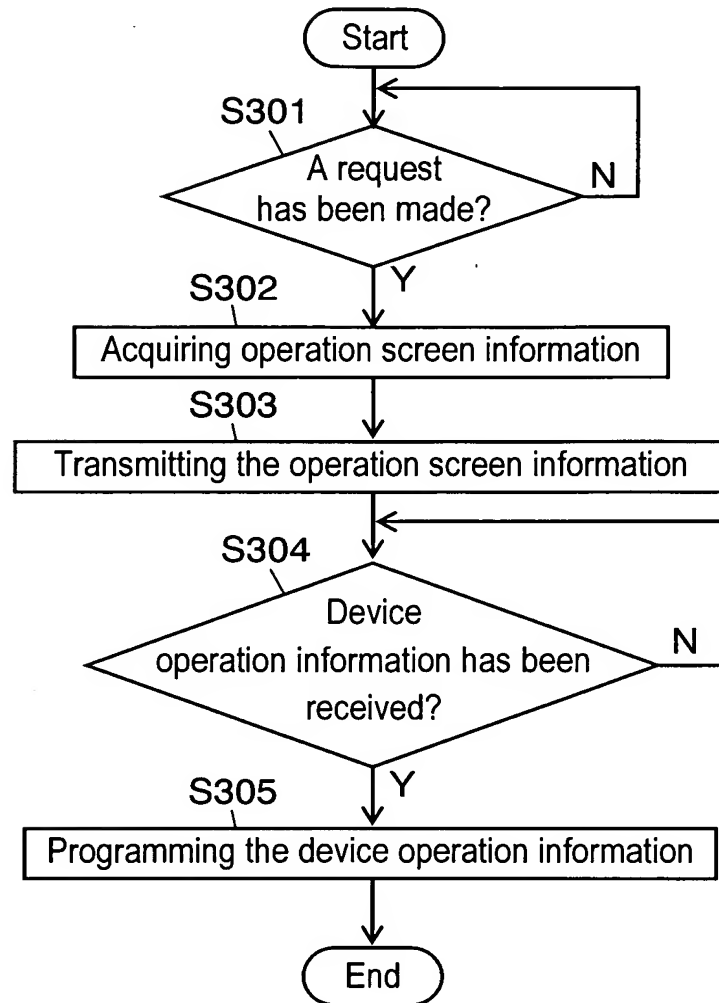 Start
S301
A request
has been made?
N
Y
S302
Acquiring operation screen information
S303
Transmitting the operation screen information
S304
Device
operation information has been
received?
N
Y
S305
Programming the device operation information
End